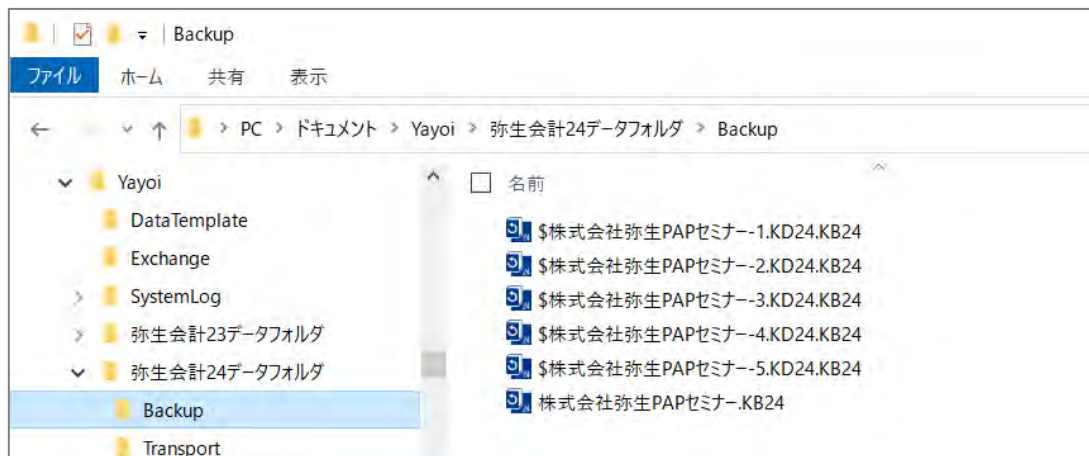 Backup
ファイル ホーム 共有 表示
PC > ドキュメント > Yayoi > 弥生会計24データフォルダ > Backup
Yayoi
DataTemplate
Exchange
SystemLog
弥生会計23データフォルダ
弥生会計24データフォルダ
Backup
Transport
名前
$株式会社弥生PAPセミナー-1.KD24.KB24
$株式会社弥生PAPセミナー-2.KD24.KB24
$株式会社弥生PAPセミナー-3.KD24.KB24
$株式会社弥生PAPセミナー-4.KD24.KB24
$株式会社弥生PAPセミナー-5.KD24.KB24
株式会社弥生PAPセミナー.KB24